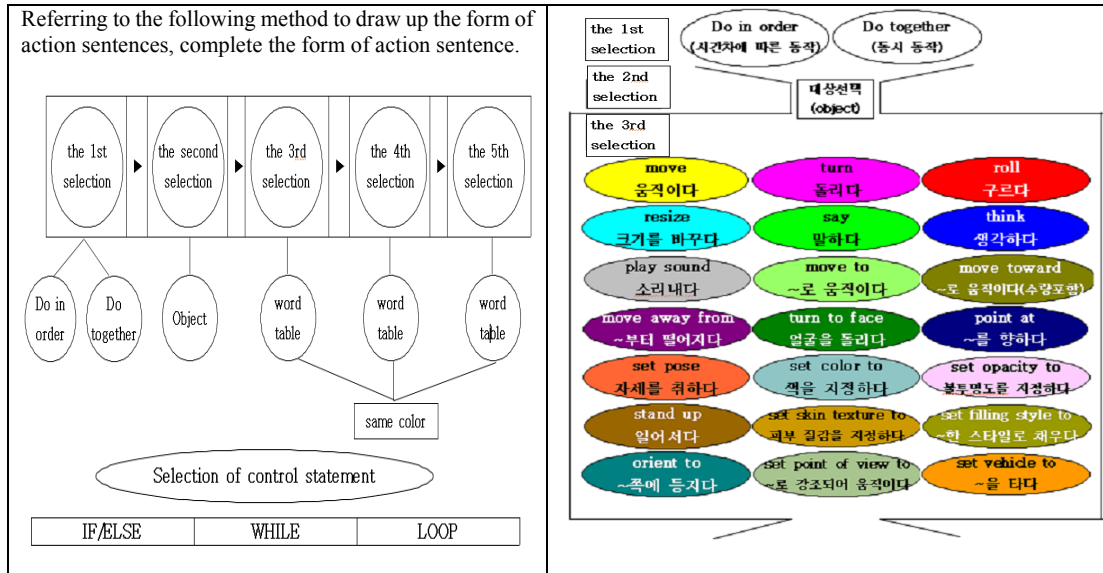 Referring to the following method to draw up the form of
action sentences, complete the form of action sentence.
the 1st
selection
the second
selection
the 3rd
selection
the 4th
selection
the 5th
selection
Do in
order
Do
together
Object
word
table
word
table
word
table
same color
Selection of control statement
IF/ELSE
WHILE
LOOP
the 1st
selection
Do in order
(시간차에 따른 동작)
Do together
(동시 동작)
the 2nd
selection
대상선택
(object)
the 3rd
selection
move
움직이다
turn
돌리다
roll
구르다
resize
크기를 바꾸다
say
말하다
think
생각하다
play sound
소리내다
move to
~로 움직이다
move toward
~로 움직이다(수량포함)
move away from
~부터 떨어지다
turn to face
얼굴을 돌리다
point at
~를 향하다
set pose
자세를 취하다
set color to
색을 지정하다
set opacity to
불투명도를 지정하다
stand up
일어서다
set skin texture to
피부 질감을 지정하다
set filling style to
~한 스타일로 채우다
orient to
~쪽에 등지다
set point of view to
~로 강조되어 움직이다
set vehicle to
~을 타다